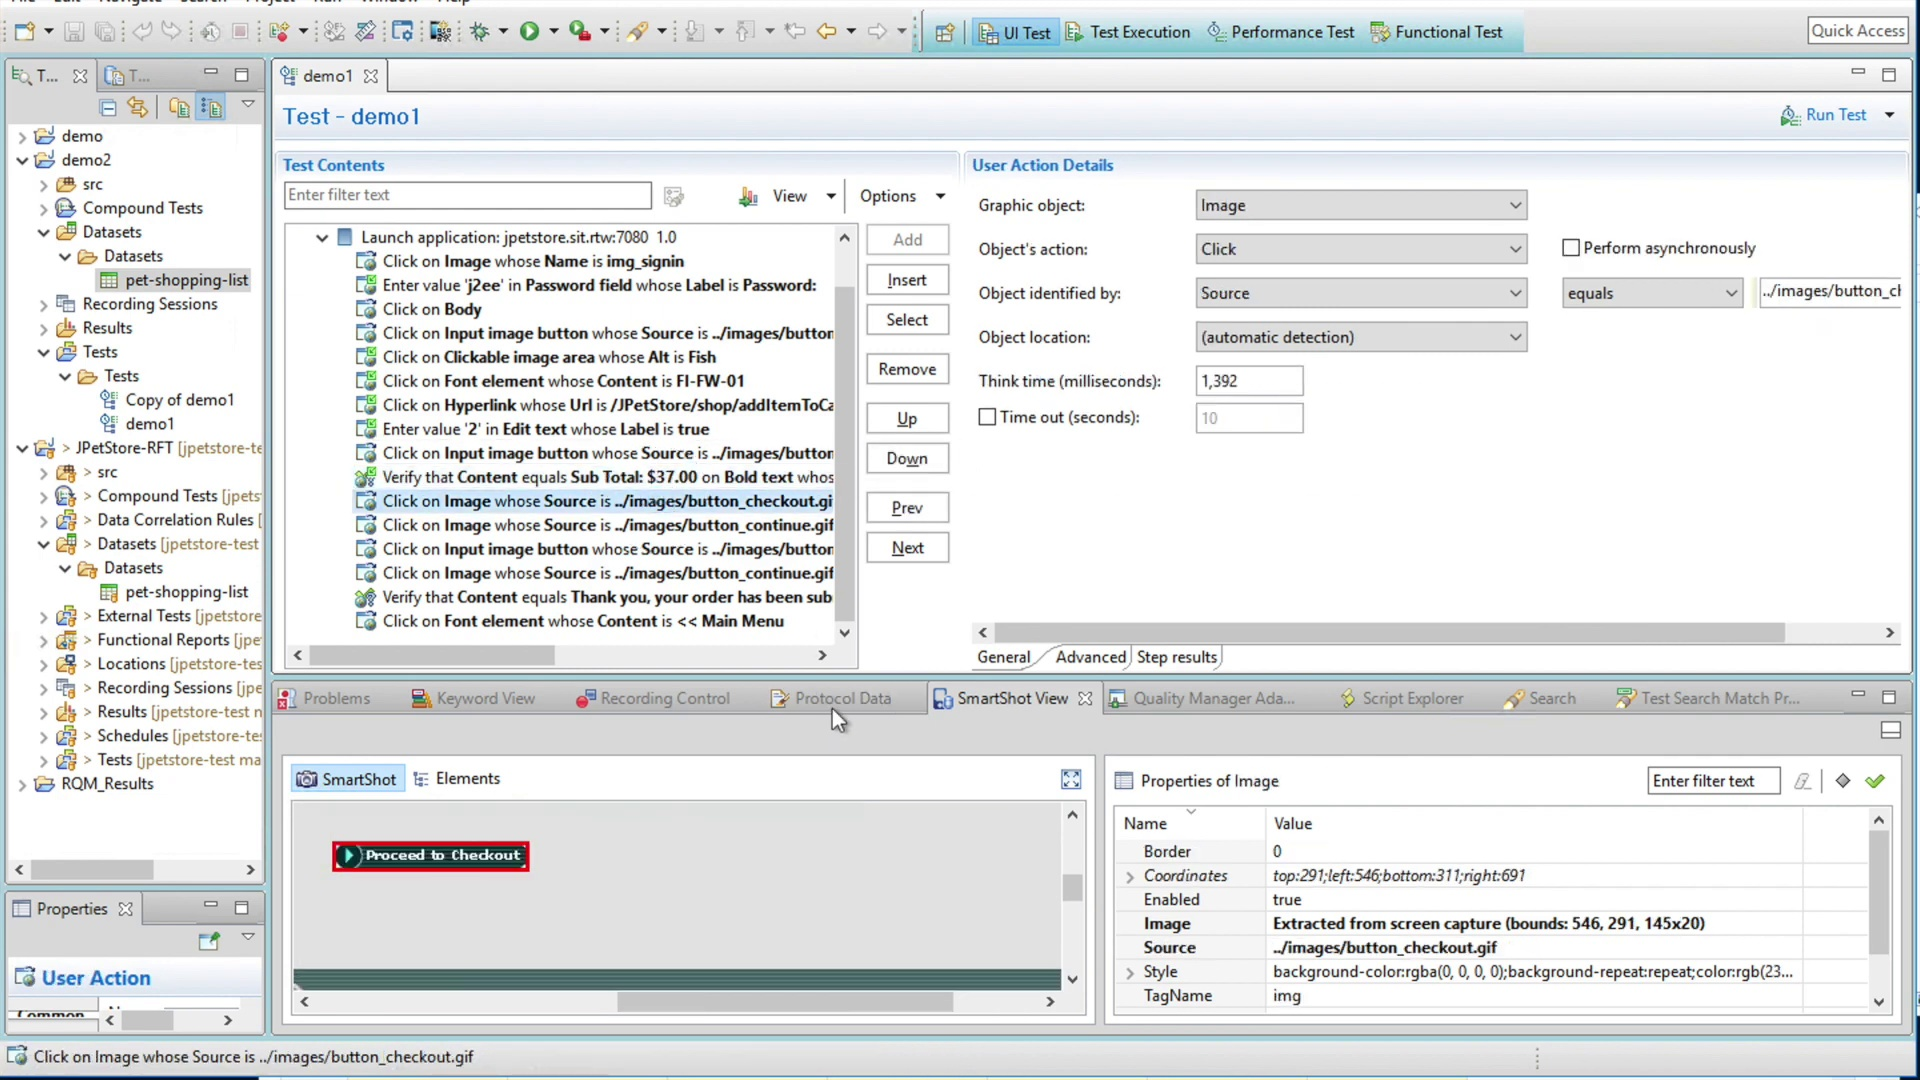 UI Test
Test Execution
Performance Test
Functional Test
Quick Access
T...
T...
demo
demo2
src
Compound Tests
Datasets
Datasets
pet-shopping-list
Recording Sessions
Results
Tests
Tests
Copy of demo1
demo1
> JPetStore-RFT [jpetstore-te
> src
> Compound Tests [jpets
> Data Correlation Rules [
> Datasets [jpetstore-test
Datasets
pet-shopping-list
> External Tests [jpetstore
> Functional Reports [jpe
> Locations [jpetstore-test
> Recording Sessions [jpe
> Results [jpetstore-test n
> Schedules [jpetstore-tes
> Tests [jpetstore-test ma
RQM_Results
Properties
User Action
Common
demo1
Test - demo1
Run Test
Test Contents
Enter filter text
View
Options
Launch application: jpetstore.sit.rtw:7080 1.0
Click on Image whose Name is img_signin
Enter value 'j2ee' in Password field whose Label is Password:
Click on Body
Click on Input image button whose Source is ../images/button
Click on Clickable image area whose Alt is Fish
Click on Font element whose Content is FI-FW-01
Click on Hyperlink whose Url is /JPetStore/shop/addItemToCa
Enter value '2' in Edit text whose Label is true
Click on Input image button whose Source is ../images/button
Verify that Content equals Sub Total: $37.00 on Bold text whos
Click on Image whose Source is ../images/button_checkout.gi
Click on Image whose Source is ../images/button_continue.gif
Click on Input image button whose Source is ../images/button
Click on Image whose Source is ../images/button_continue.gif
Verify that Content equals Thank you, your order has been sub
Click on Font element whose Content is << Main Menu
Add
Insert
Select
Remove
Up
Down
Prev
Next
User Action Details
Graphic object:
Image
Object's action:
Click
Perform asynchronously
Object identified by:
Source
equals
../images/button_ch
Object location:
(automatic detection)
Think time (milliseconds):
1,392
Time out (seconds):
10
General
Advanced
Step results
Problems
Keyword View
Recording Control
Protocol Data
SmartShot View
Quality Manager Ada...
Script Explorer
Search
Test Search Match Pr...
SmartShot
Elements
Proceed to Checkout
Properties of Image
Enter filter text
Name
Value
Border
0
Coordinates
top:291;left:546;bottom:311;right:691
Enabled
true
Image
Extracted from screen capture (bounds: 546, 291, 145x20)
Source
../images/button_checkout.gif
Style
background-color:rgba(0, 0, 0, 0);background-repeat:repeat;color:rgb(23...
TagName
img
Click on Image whose Source is ../images/button_checkout.gif